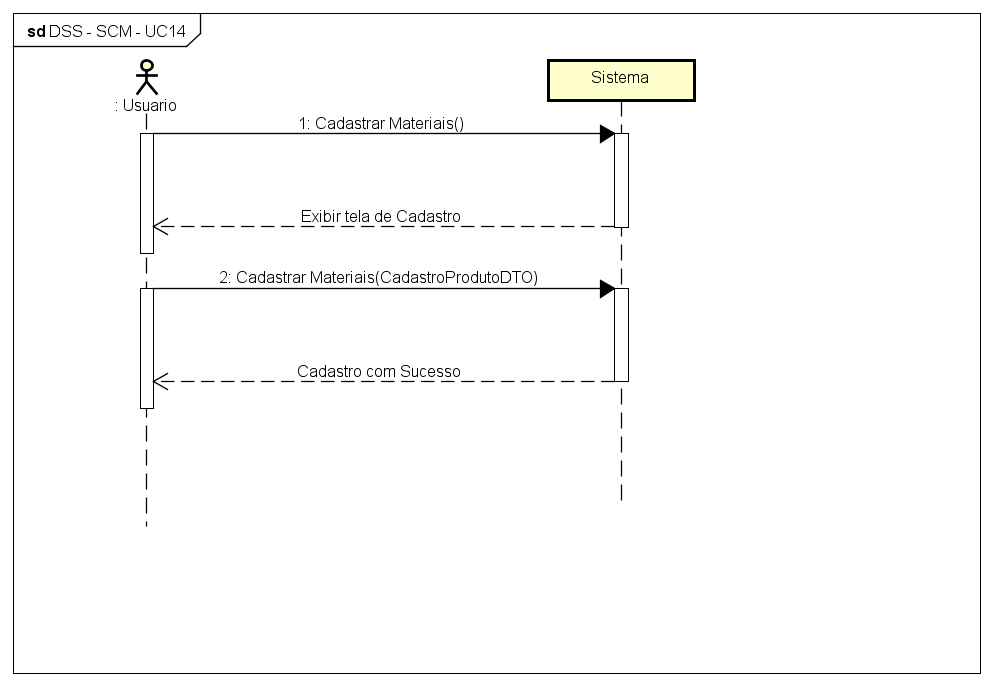 sd DSS - SCM - UC14
Sistema
: Usuario
1: Cadastrar Materiais()
Exibir tela de Cadastro
2: Cadastrar Materiais(CadastroProdutoDTO)
Cadastro com Sucesso